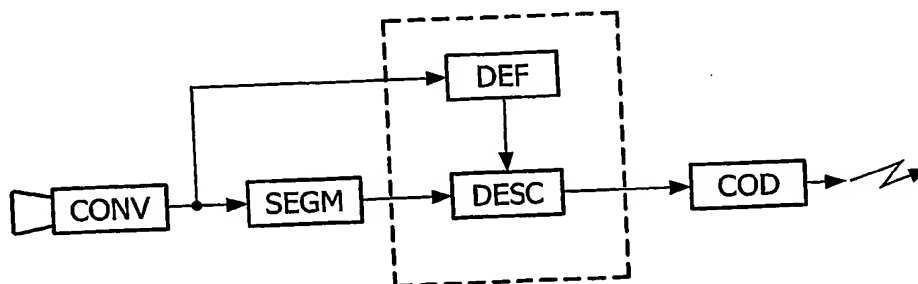 DEF
CONV
SEGM
DESC
COD